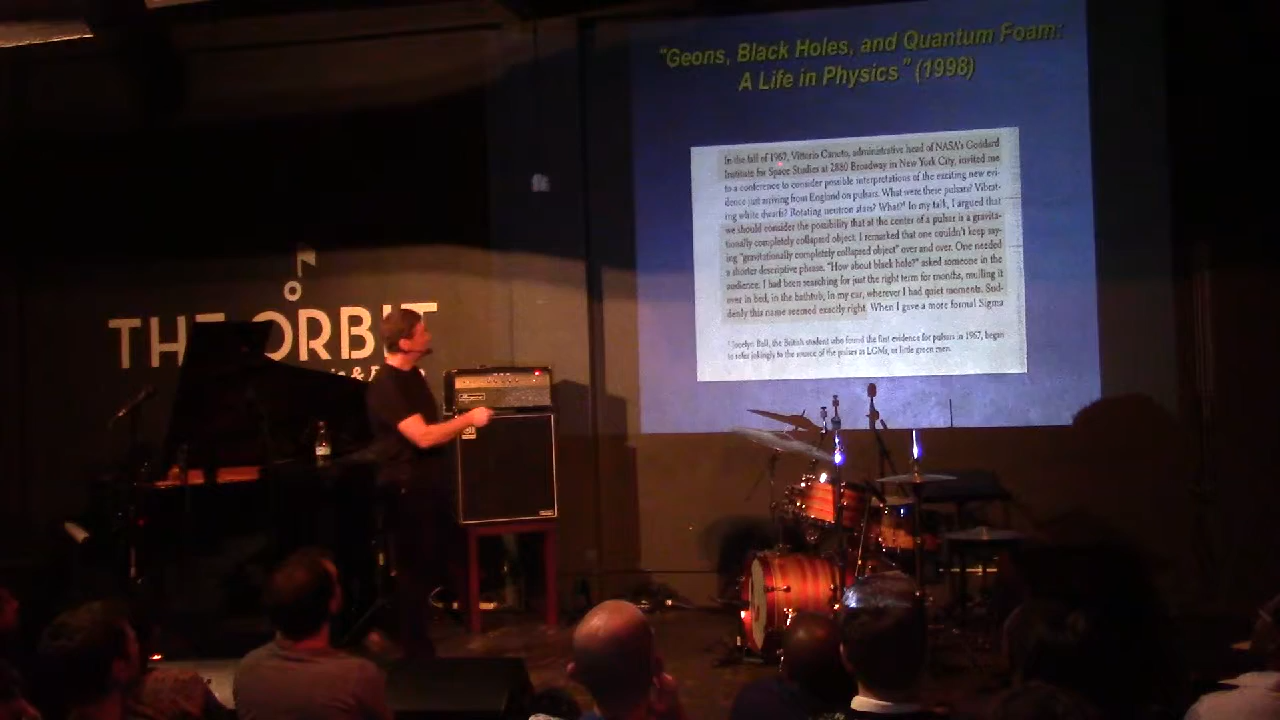 "Geons, Black Holes, and Quantum Foam:
A Life in Physics" (1998)
In the fall of 1967, Vittorio Canuto, administrative head of NASA's Goddard
Institute for Space Studies at 2880 Broadway in New York City, invited me
to a conference to consider possible interpretations of the exciting new evi-
dence just arriving from England on pulsars. What were these pulsars? Vibrat-
ing white dwarfs? Rotating neutron stars? What?¹ In my talk, I argued that
we should consider the possibility that at the center of a pulsar is a gravita-
tionally completely collapsed object. I remarked that one couldn't keep say-
ing "gravitationally completely collapsed object" over and over. One needed
a shorter descriptive phrase. "How about black hole?" asked someone in the
audience. I had been searching for just the right term for months, mulling it
over in bed, in the bathtub, in my car, wherever I had quiet moments. Sud-
denly this name seemed exactly right. When I gave a more formal Sigma
¹ Jocelyn Bell, the British student who found the first evidence for pulsars in 1967, began
to refer jokingly to the source of the pulses as LGMs, or little green men.
THE ORBIT
Ampeg